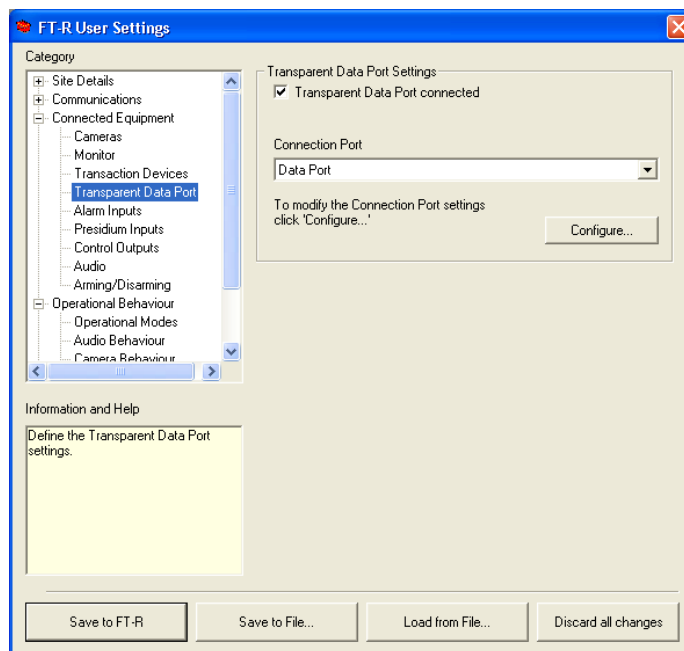 FT-R User Settings
Category
Site Details
Communications
Connected Equipment
Cameras
Monitor
Transaction Devices
Transparent Data Port
Alarm Inputs
Presidium Inputs
Control Outputs
Audio
Arming/Disarming
Operational Behaviour
Operational Modes
Audio Behaviour
Camera Behaviour
Transparent Data Port Settings
Transparent Data Port connected
Connection Port
Data Port
To modify the Connection Port settings
click 'Configure...'
Configure...
Information and Help
Define the Transparent Data Port
settings.
Save to FT-R
Save to File...
Load from File...
Discard all changes